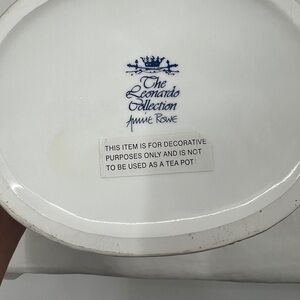 The
Leonardo
Collection
Annie Rowe
THIS ITEM IS FOR DECORATIVE
PURPOSES ONLY AND IS NOT
TO BE USED AS A TEA POT